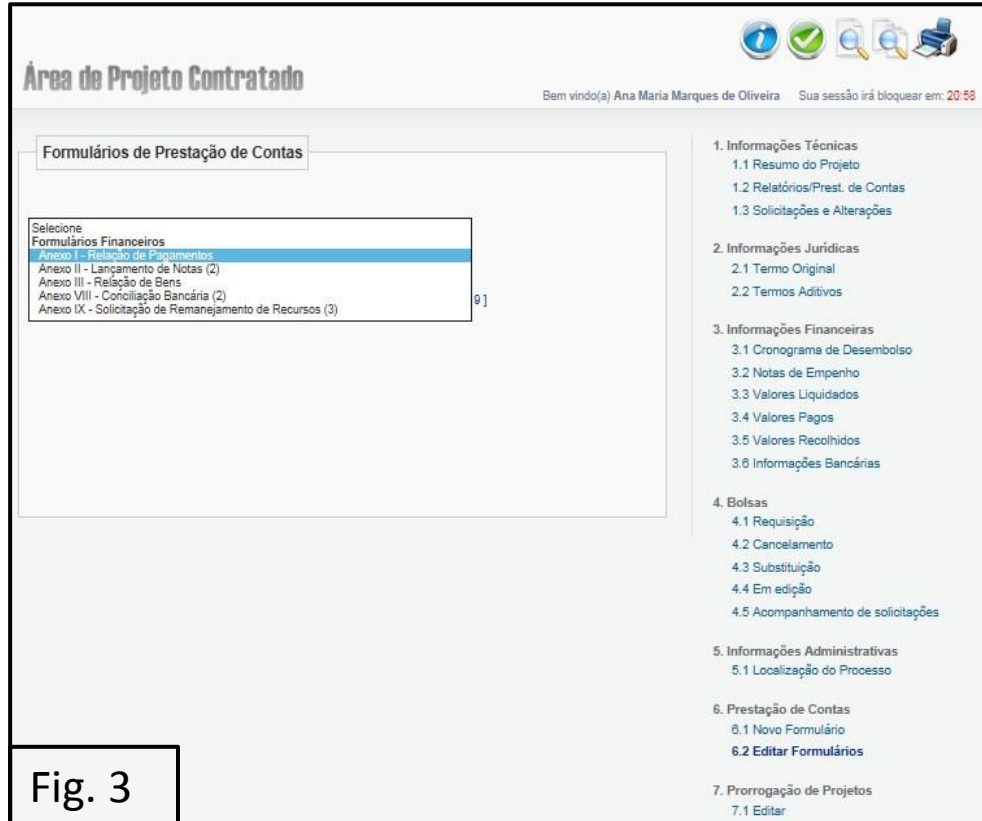 Área de Projeto Contratado
Bem vindo(a) Ana Maria Marques de Oliveira Sua sessão irá bloquear em: 20:58
Formulários de Prestação de Contas
Selecione
Formulários Financeiros
Anexo I - Relação de Pagamentos
Anexo II - Lançamento de Notas (2)
Anexo III - Relação de Bens
Anexo VIII - Conciliação Bancária (2)
Anexo IX - Solicitação de Remanejamento de Recursos (3)
9 ]
1. Informações Técnicas
1.1 Resumo do Projeto
1.2 Relatórios/Prest. de Contas
1.3 Solicitações e Alterações
2. Informações Jurídicas
2.1 Termo Original
2.2 Termos Aditivos
3. Informações Financeiras
3.1 Cronograma de Desembolso
3.2 Notas de Empenho
3.3 Valores Liquidados
3.4 Valores Pagos
3.5 Valores Recolhidos
3.6 Informações Bancárias
4. Bolsas
4.1 Requisição
4.2 Cancelamento
4.3 Substituição
4.4 Em edição
4.5 Acompanhamento de solicitações
5. Informações Administrativas
5.1 Localização do Processo
6. Prestação de Contas
6.1 Novo Formulário
6.2 Editar Formulários
7. Prorrogação de Projetos
7.1 Editar
Fig. 3